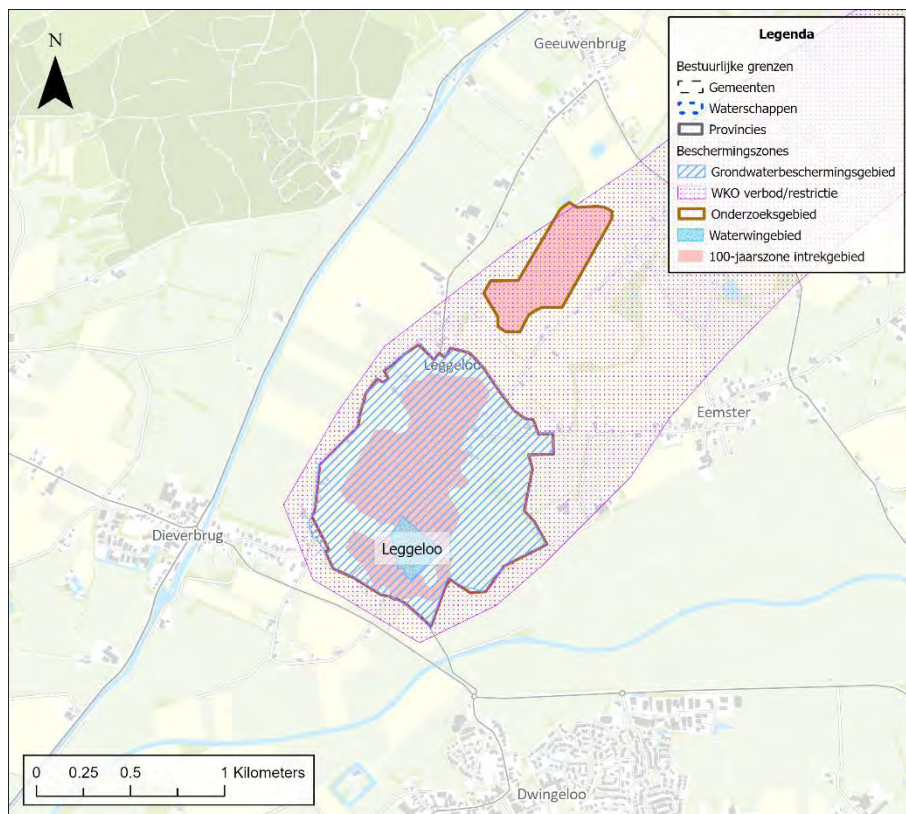 N
Geeuwenbrug
Legenda
Bestuurlijke grenzen
Gemeenten
Waterschappen
Provincies
Beschermingszones
Grondwaterbeschermingsgebied
WKO verbod/restrictie
Onderzoeksgebied
Waterwingebied
100-jaarszone intrekgebied
Leggeloo
Eemster
Dieverbrug
Leggeloo
0 0.25 0.5 1 Kilometers
Dwingeloo